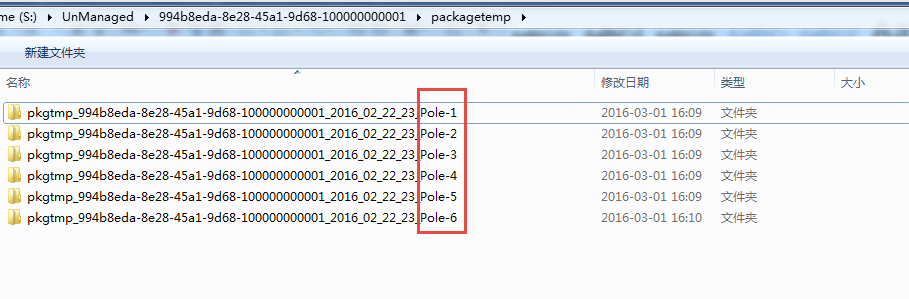 me (S:) UnManaged 994b8eda-8e28-45a1-9d68-100000000001 packagetemp
新建文件夹
名称 修改日期 类型 大小
pkgtmp_994b8eda-8e28-45a1-9d68-100000000001_2016_02_22_23_Pole-1 2016-03-01 16:09 文件夹
pkgtmp_994b8eda-8e28-45a1-9d68-100000000001_2016_02_22_23_Pole-2 2016-03-01 16:09 文件夹
pkgtmp_994b8eda-8e28-45a1-9d68-100000000001_2016_02_22_23_Pole-3 2016-03-01 16:09 文件夹
pkgtmp_994b8eda-8e28-45a1-9d68-100000000001_2016_02_22_23_Pole-4 2016-03-01 16:09 文件夹
pkgtmp_994b8eda-8e28-45a1-9d68-100000000001_2016_02_22_23_Pole-5 2016-03-01 16:09 文件夹
pkgtmp_994b8eda-8e28-45a1-9d68-100000000001_2016_02_22_23_Pole-6 2016-03-01 16:10 文件夹